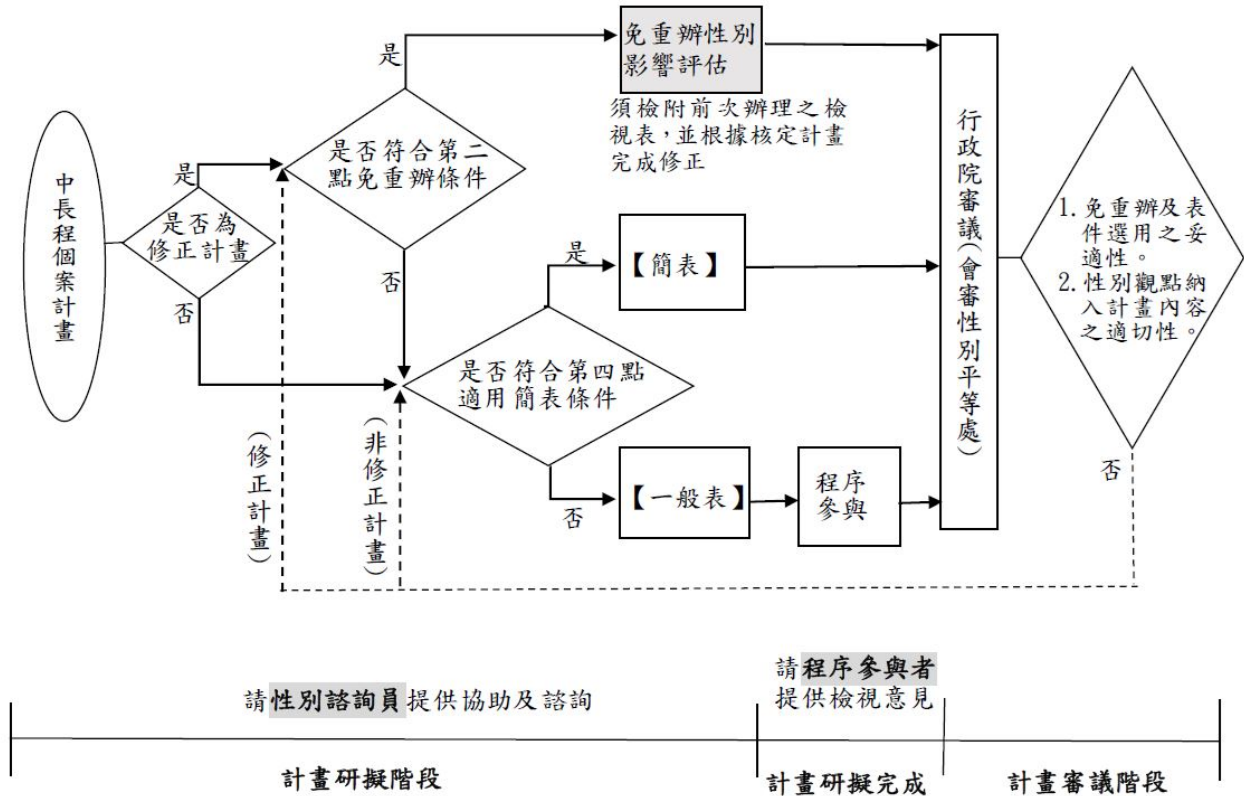 中長程個案計畫
是
是否為
修正計畫
否
是
是否符合第二
點免重辦條件
否
免重辦性別
影響評估
須檢附前次辦理之檢
視表，並根據核定計畫
完成修正
是否符合第四點
適用簡表條件
是
【簡表】
否
【一般表】
程序
參與
行政院審議(會審性別平等處)
1. 免重辦及表
件選用之妥
適性。
2. 性別觀點納
入計畫內容
之適切性。
否
(修正計畫)
(非修正計畫)
請性別諮詢員提供協助及諮詢
請程序參與者
提供檢視意見
計畫研擬階段
計畫研擬完成
計畫審議階段